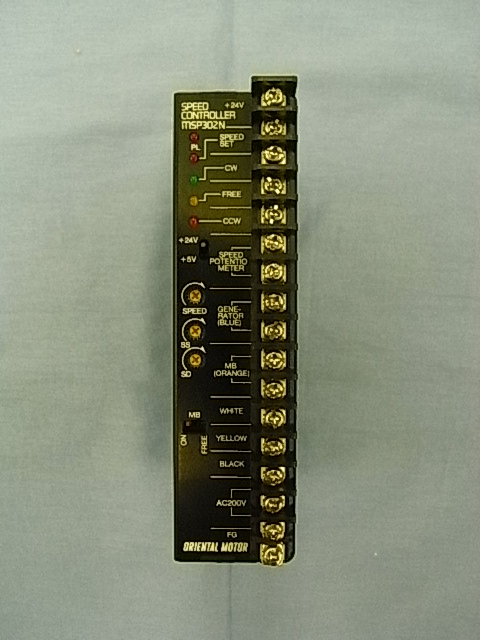 SPEED +24V
CONTROLLER
MSP302N
PL
SPEED
SET
CW
FREE
CCW
+24V
+5V
SPEED
POTENTIO
METER
SPEED
GENE-
RATOR
(BLUE)
SS
SD
MB
(ORANGE)
WHITE
MB
ON
FREE
YELLOW
BLACK
AC200V
FG
ORIENTAL MOTOR